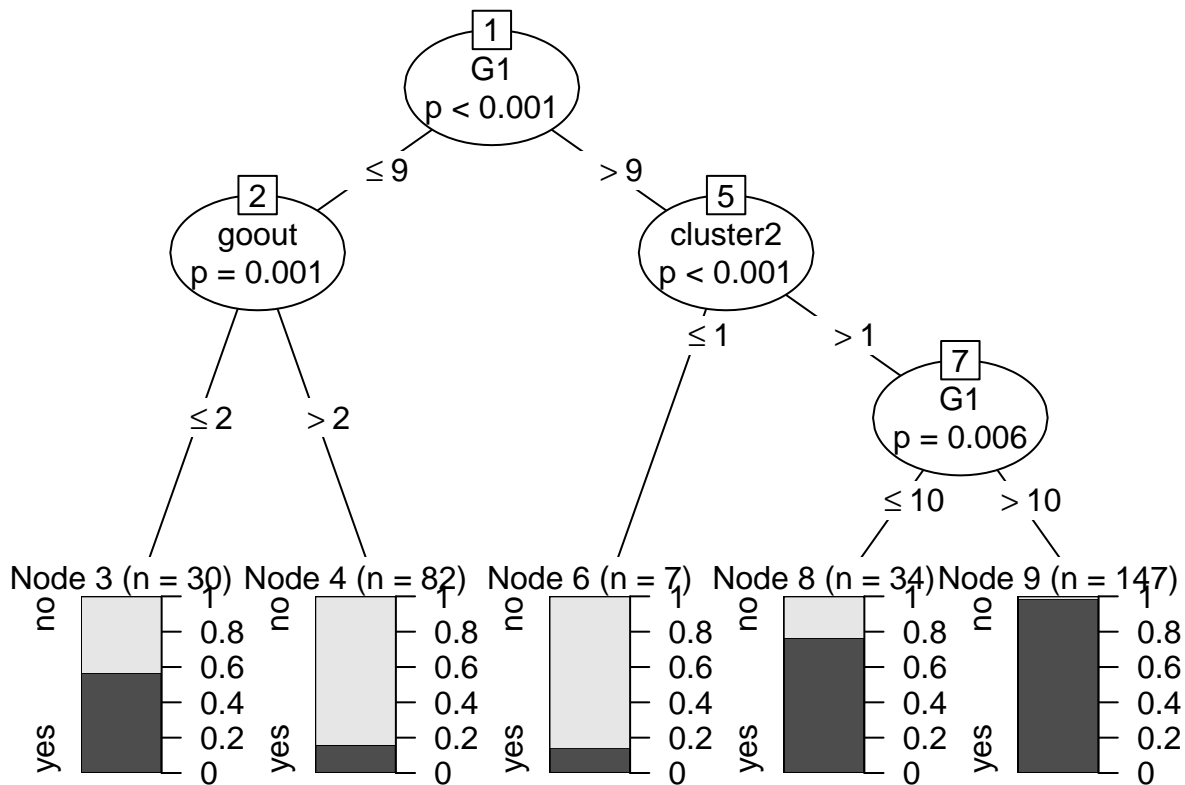 1
G1
p < 0.001
≤ 9
> 9
2
goout
p = 0.001
5
cluster2
p < 0.001
≤ 1
> 1
7
G1
p = 0.006
≤ 2
> 2
≤ 10
> 10
Node 3 (n = 30)
no
yes
1
0.8
0.6
0.4
0.2
0
Node 4 (n = 82)
no
yes
1
0.8
0.6
0.4
0.2
0
Node 6 (n = 7)
no
yes
1
0.8
0.6
0.4
0.2
0
Node 8 (n = 34)
no
yes
1
0.8
0.6
0.4
0.2
0
Node 9 (n = 147)
no
yes
1
0.8
0.6
0.4
0.2
0